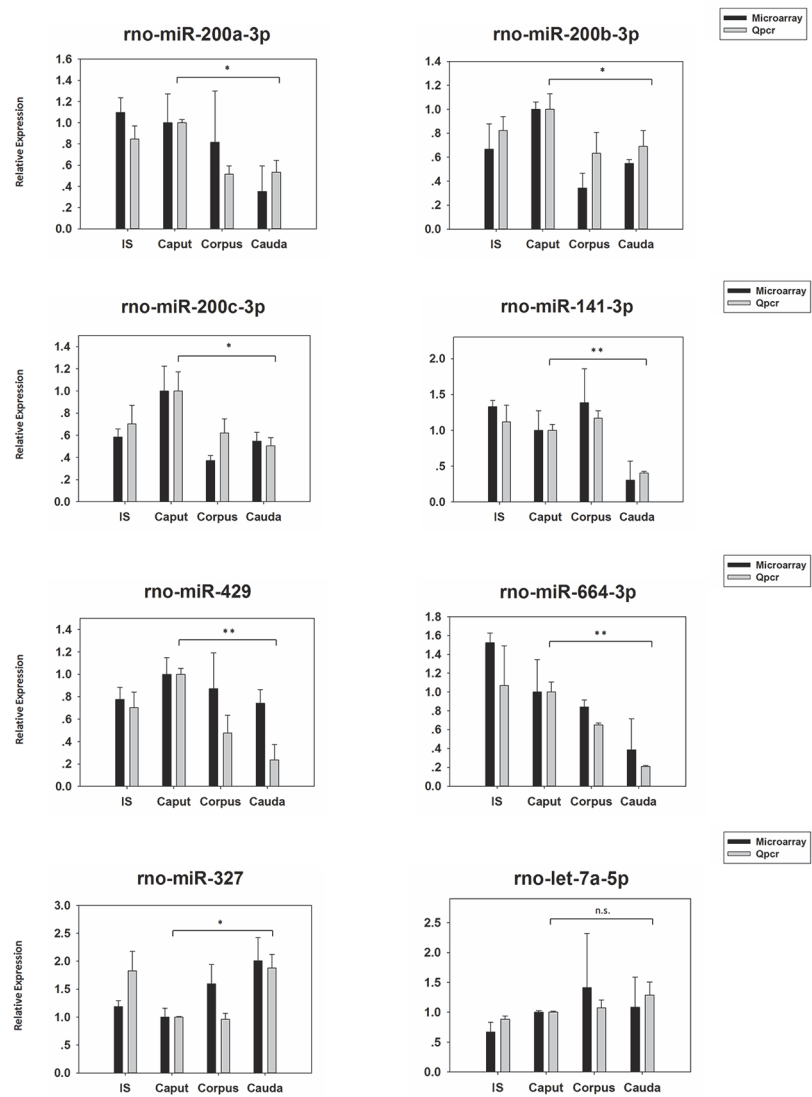 rno-miR-200a-3p
rno-miR-200b-3p
Microarray
Qpcr
Relative Expression
1.6
1.4
1.2
1.0
.8
.6
.4
.2
0.0
*
IS Caput Corpus Cauda
1.4
1.2
1.0
.8
.6
.4
.2
0.0
*
IS Caput Corpus Cauda
rno-miR-200c-3p
rno-miR-141-3p
Microarray
Qpcr
Relative Expression
1.4
1.2
1.0
.8
.6
.4
.2
0.0
*
IS Caput Corpus Cauda
2.0
1.5
1.0
.5
0.0
**
IS Caput Corpus Cauda
rno-miR-429
rno-miR-664-3p
Microarray
Qpcr
Relative Expression
1.4
1.2
1.0
.8
.6
.4
.2
0.0
**
IS Caput Corpus Cauda
1.8
1.6
1.4
1.2
1.0
.8
.6
.4
.2
0.0
**
IS Caput Corpus Cauda
rno-miR-327
rno-let-7a-5p
Microarray
Qpcr
Relative Expression
3.0
2.5
2.0
1.5
1.0
.5
0.0
*
IS Caput Corpus Cauda
2.5
2.0
1.5
1.0
.5
0.0
n.s.
IS Caput Corpus Cauda